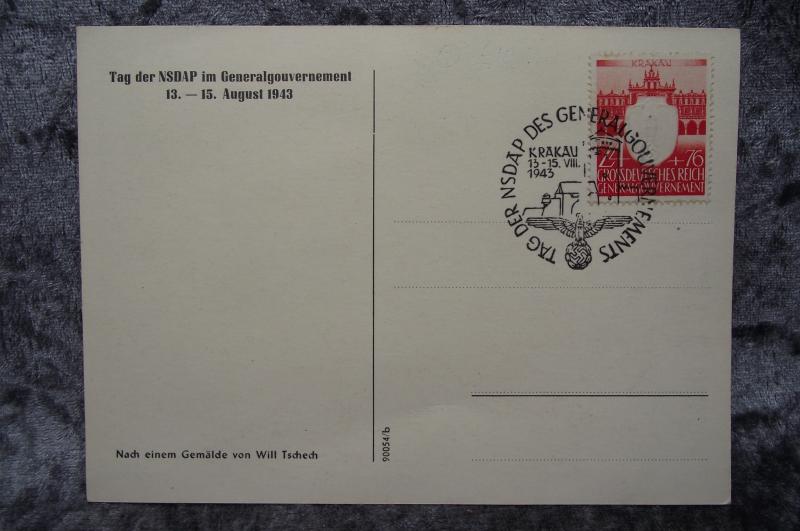 Tag der NSDAP im Generalgouvernement
13. — 15. August 1943
KRAKAU
24 + 76
GROSSDEUTSCHES REICH
GENERALGOUVERNEMENT
TAG DER NSDAP DES GENERALGOUVERNEMENTS
KRAKAU
13-15. VIII.
1943
Nach einem Gemälde von Will Tschech
90054/b